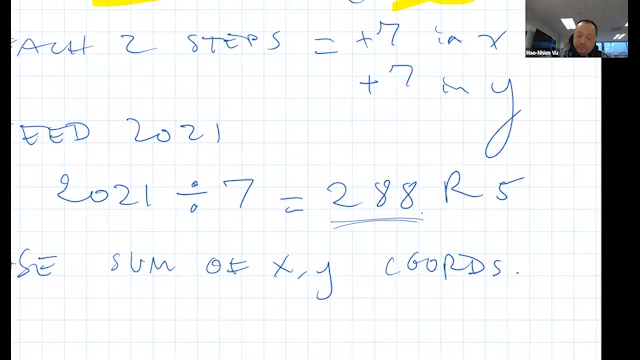 EACH 2 STEPS = +7 in x
+7 in y
EED 2021
2021 ÷ 7 = 288 R 5
SE SUM OF x, y COORDS.
Hao-Nhien Vu